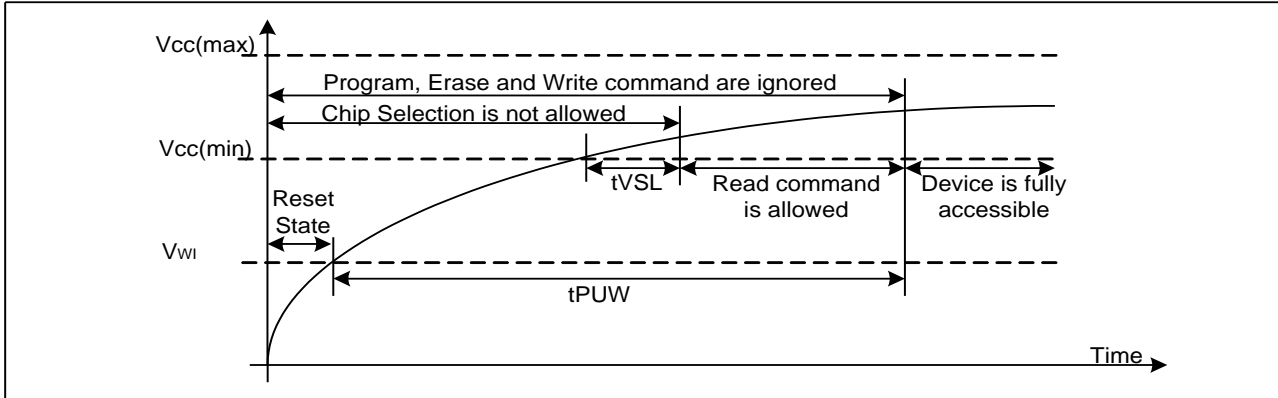 Vcc(max)
Program, Erase and Write command are ignored
Chip Selection is not allowed
Vcc(min)
tVSL
Read command
is allowed
Device is fully
accessible
Reset
State
VWI
tPUW
Time